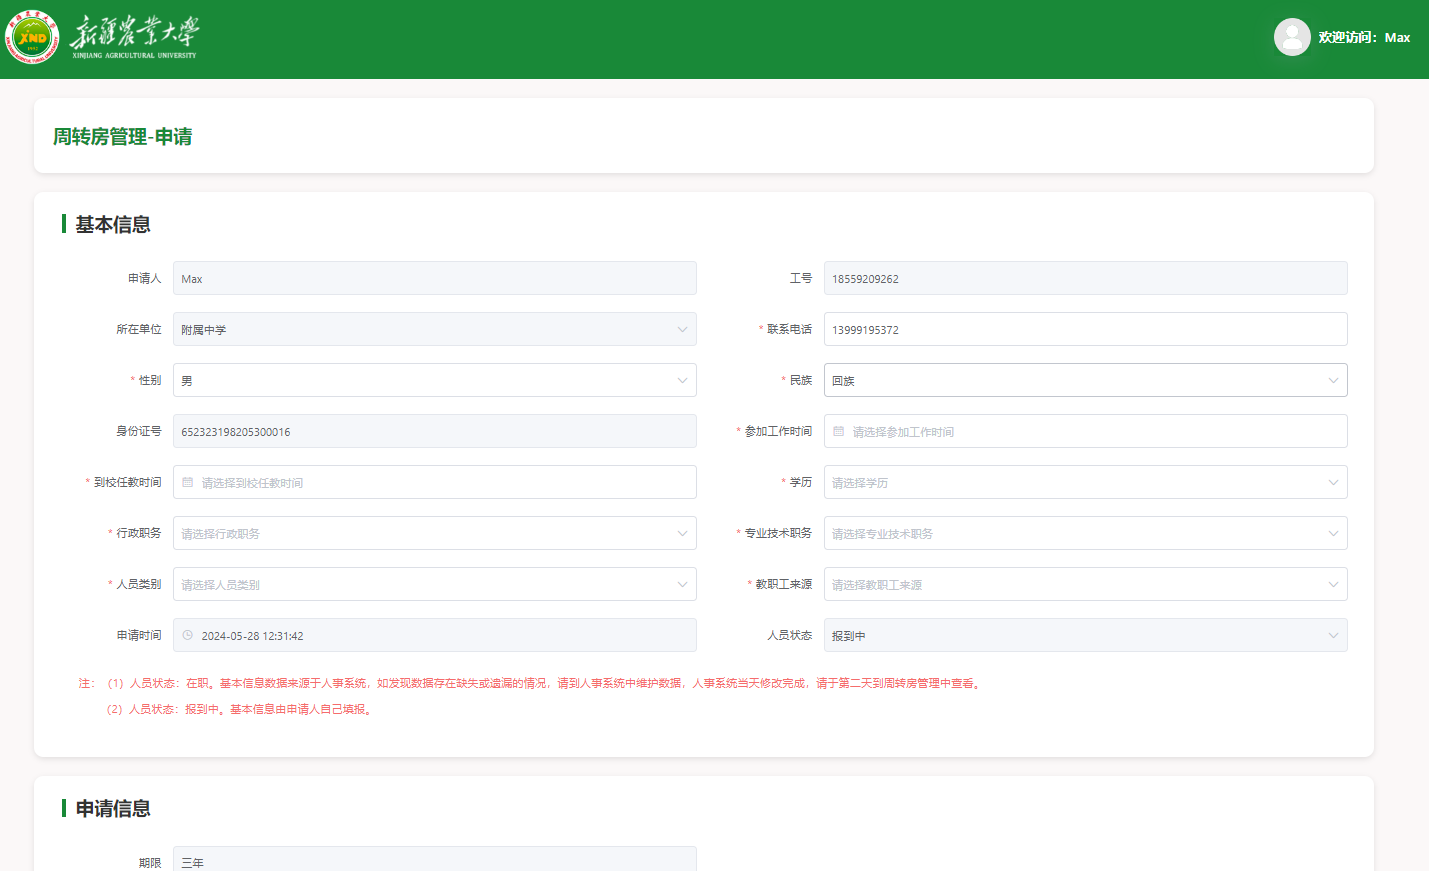 新疆农业大学
XINJIANG AGRICULTURAL UNIVERSITY
XND
1952
欢迎访问：Max
周转房管理-申请
基本信息
申请人 Max 工号 18559209262
所在单位 附属中学 * 联系电话 13999195372
* 性别 男 * 民族 回族
身份证号 652323198205300016 * 参加工作时间 请选择参加工作时间
* 到校任教时间 请选择到校任教时间 * 学历 请选择学历
* 行政职务 请选择行政职务 * 专业技术职务 请选择专业技术职务
* 人员类别 请选择人员类别 * 教职工来源 请选择教职工来源
申请时间 2024-05-28 12:31:42 人员状态 报到中
注：（1）人员状态：在职。基本信息数据来源于人事系统，如发现数据存在缺失或遗漏的情况，请到人事系统中维护数据，人事系统当天修改完成，请于第二天到周转房管理中查看。
（2）人员状态：报到中。基本信息由申请人自己填报。
申请信息
期限 三年